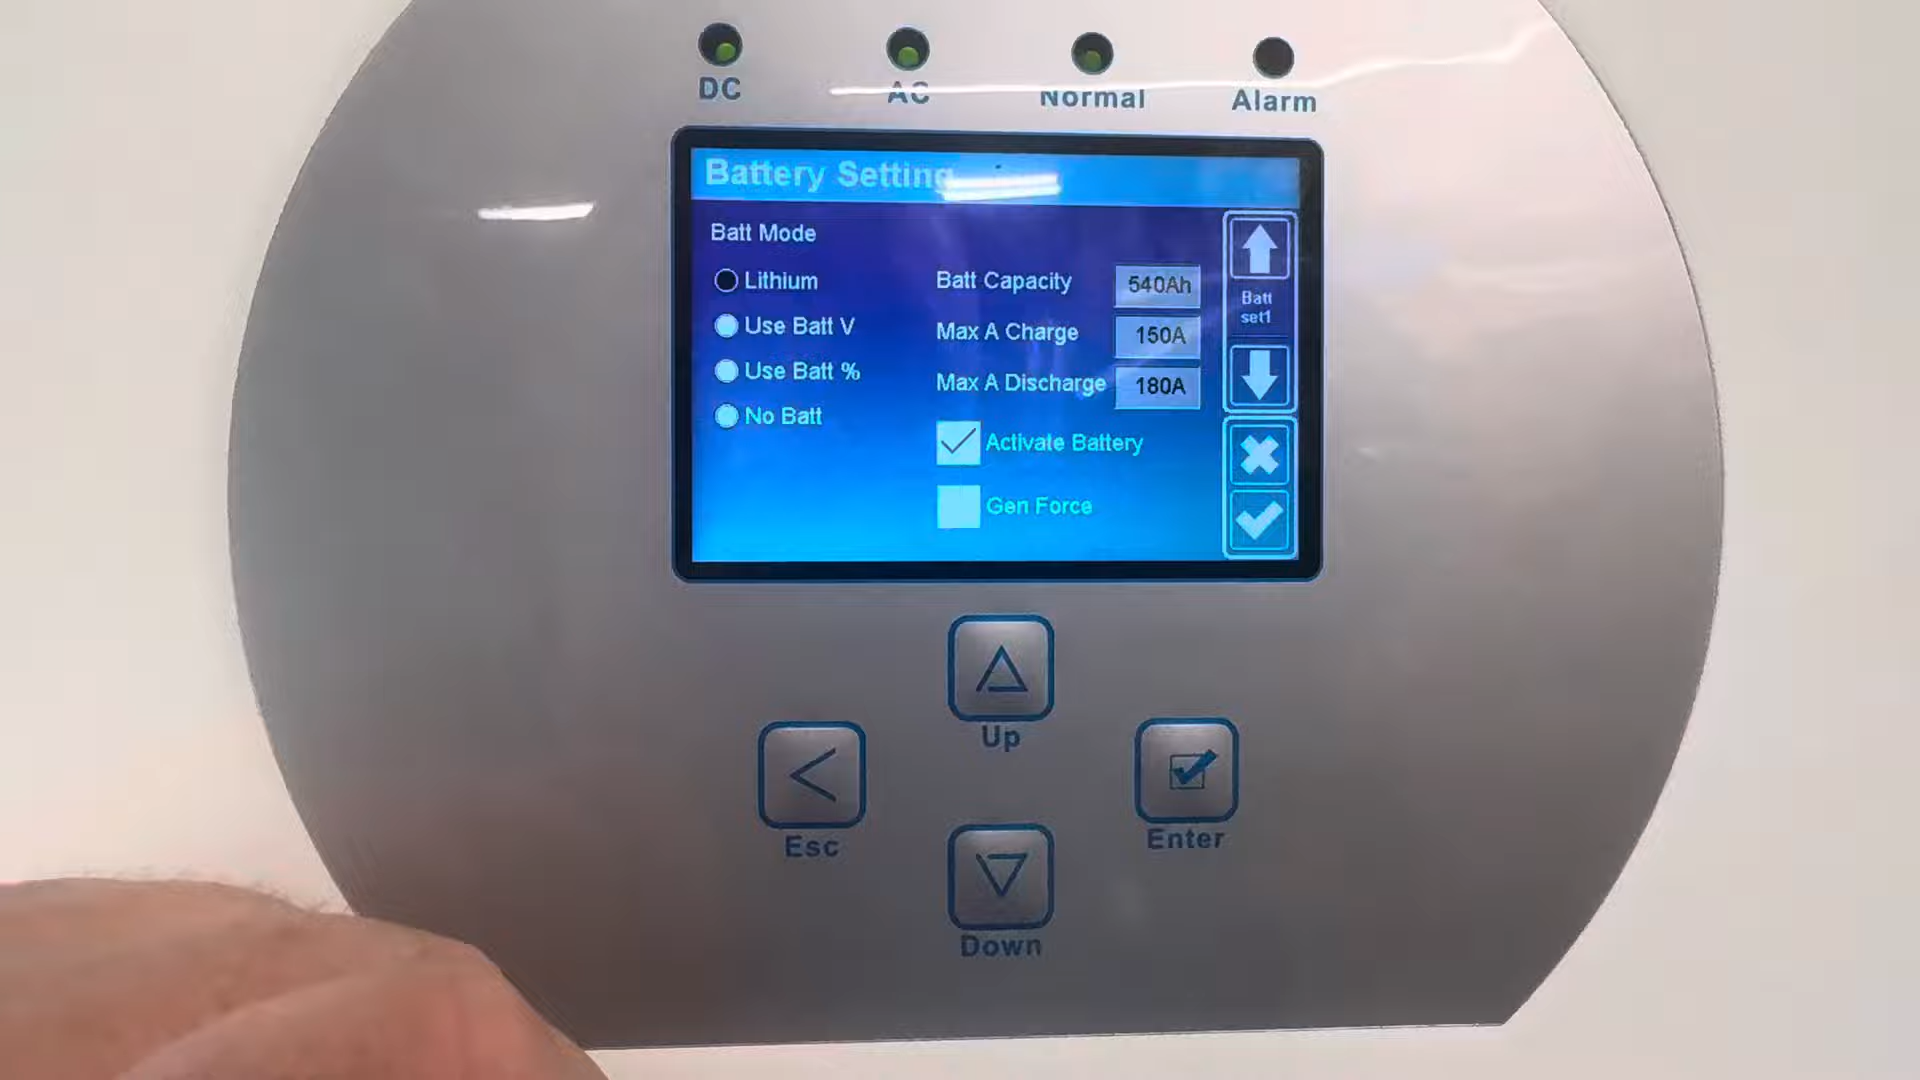 DC AC Normal Alarm
Battery Setting
Batt Mode
Lithium
Use Batt V
Use Batt %
No Batt
Batt Capacity 540Ah
Max A Charge 150A
Max A Discharge 180A
Activate Battery
Gen Force
Batt
set1
Up
Esc
Enter
Down